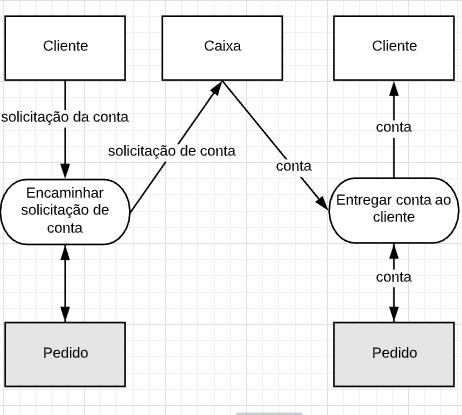 Cliente
Caixa
Cliente
solicitação da conta
conta
solicitação de conta
conta
Encaminhar
solicitação de
conta
Entregar conta ao
cliente
conta
Pedido
Pedido